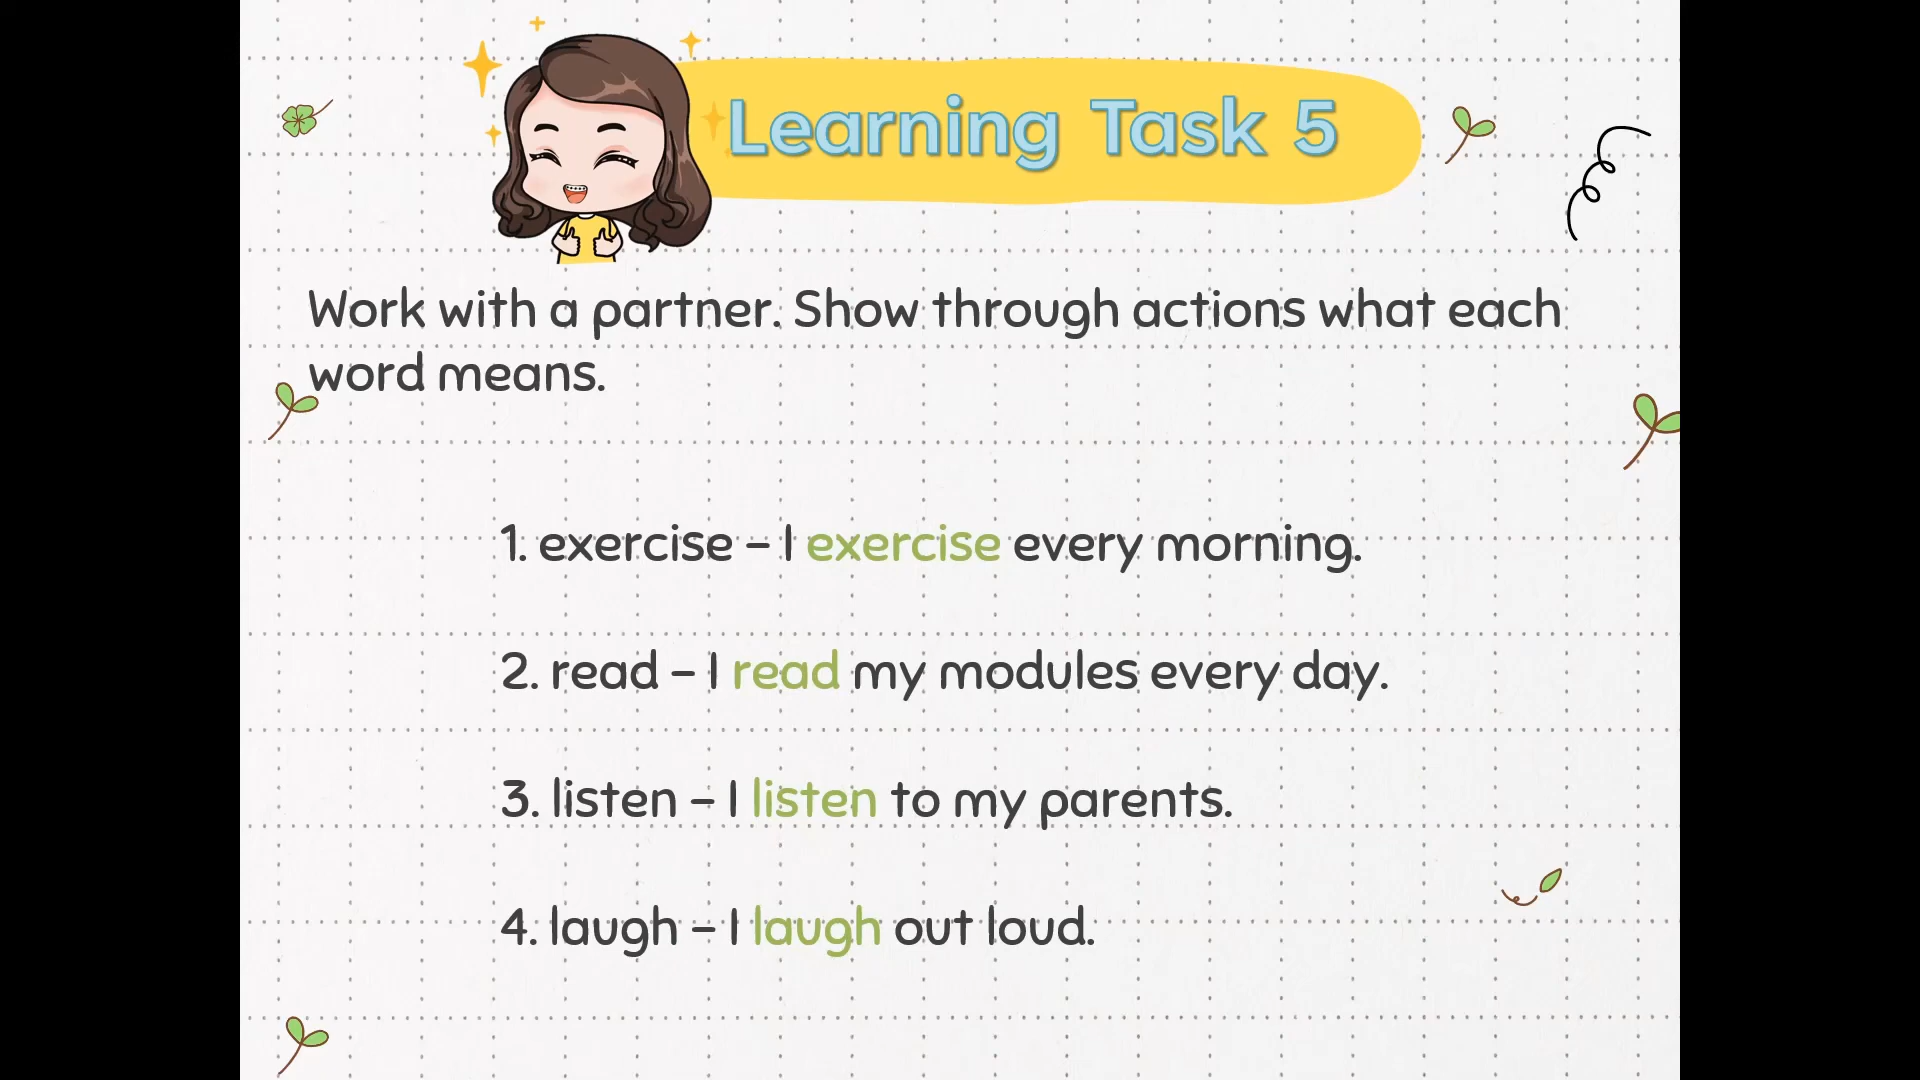 Learning Task 5
Work with a partner. Show through actions what each
word means.
1. exercise – I exercise every morning.
2. read – I read my modules every day.
3. listen – I listen to my parents.
4. laugh – I laugh out loud.